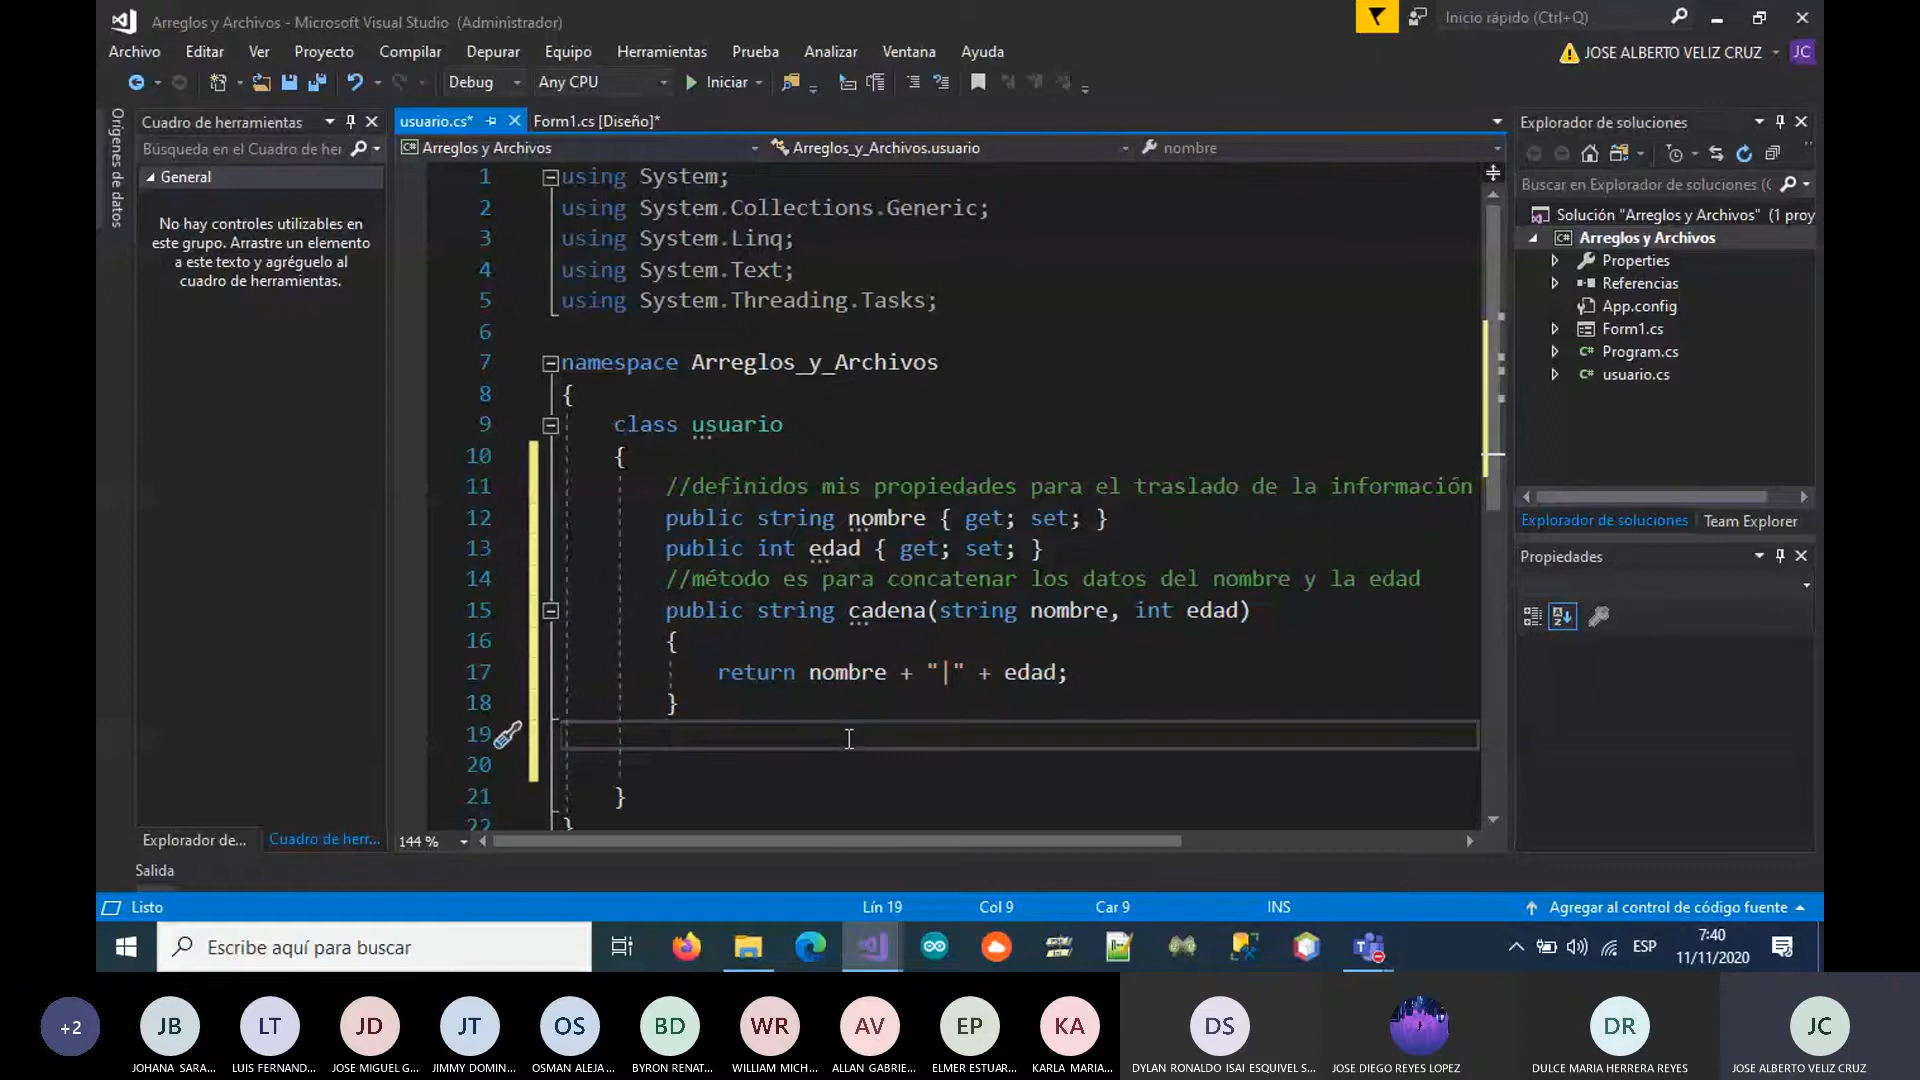 Arreglos y Archivos - Microsoft Visual Studio (Administrador)
Inicio rápido (Ctrl+Q)
Archivo Editar Ver Proyecto Compilar Depurar Equipo Herramientas Prueba Analizar Ventana Ayuda
JOSE ALBERTO VELIZ CRUZ JC
Debug Any CPU Iniciar
Orígenes de datos
Cuadro de herramientas
Búsqueda en el Cuadro de her
General
No hay controles utilizables en
este grupo. Arrastre un elemento
a este texto y agréguelo al
cuadro de herramientas.
Explorador de... Cuadro de herr...
usuario.cs* Form1.cs [Diseño]*
Arreglos y Archivos Arreglos_y_Archivos.usuario nombre
1 using System;
2 using System.Collections.Generic;
3 using System.Linq;
4 using System.Text;
5 using System.Threading.Tasks;
6
7 namespace Arreglos_y_Archivos
8 {
9 class usuario
10 {
11 //definidos mis propiedades para el traslado de la información
12 public string nombre { get; set; }
13 public int edad { get; set; }
14 //método es para concatenar los datos del nombre y la edad
15 public string cadena(string nombre, int edad)
16 {
17 return nombre + "|" + edad;
18 }
19
20
21 }
22 }
144 %
Explorador de soluciones
Buscar en Explorador de soluciones (C
Solución "Arreglos y Archivos" (1 proy
Arreglos y Archivos
Properties
Referencias
App.config
Form1.cs
Program.cs
usuario.cs
Explorador de soluciones Team Explorer
Propiedades
Salida
Listo Lín 19 Col 9 Car 9 INS Agregar al control de código fuente
Escribe aquí para buscar
ESP
7:40
11/11/2020
+2 JB LT JD JT OS BD WR AV EP KA DS DR JC
JOHANA SARA... LUIS FERNAND... JOSE MIGUEL G... JIMMY DOMIN... OSMAN ALEJA... BYRON RENAT... WILLIAM MICH... ALLAN GABRIE... ELMER ESTUAR... KARLA MARIA... DYLAN RONALDO ISAI ESQUIVEL S... JOSE DIEGO REYES LOPEZ DULCE MARIA HERRERA REYES JOSE ALBERTO VELIZ CRUZ